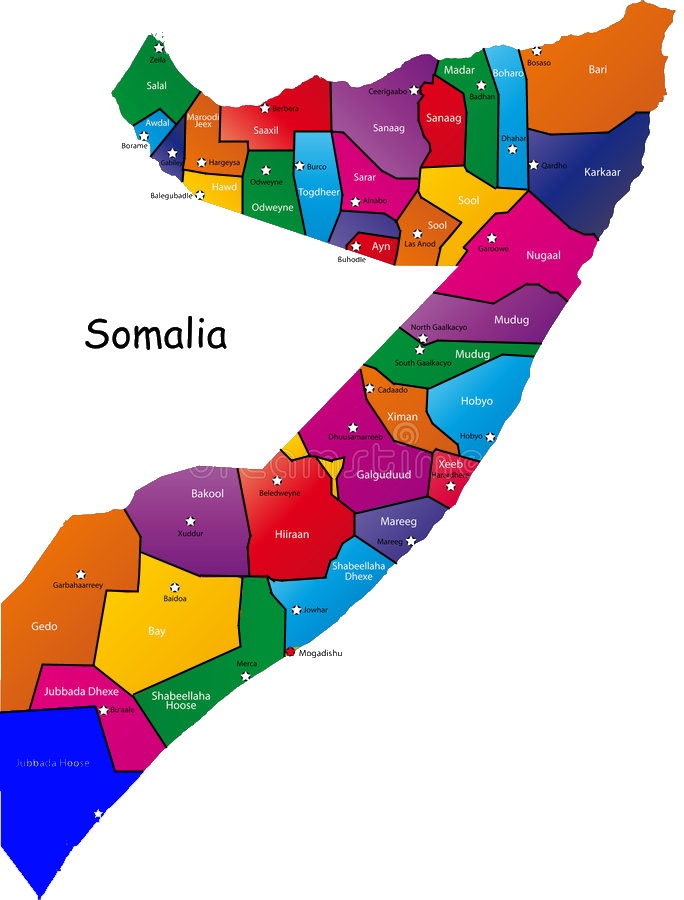 Zeila
Salal
Awdal
Borame
Gabiley
Maroodi
Jeex
Hargeysa
Balegubadle
Hawd
Berbera
Saaxil
Odweyne
Odweyne
Burco
Togdheer
Ceerigaabo
Sanaag
Sarar
Ainabo
Buhodle
Ayn
Sanaag
Madar
Badhan
Boharo
Dhahar
Bosaso
Bari
Qardho
Karkaar
Sool
Sool
Las Anod
Garoowe
Nugaal
Mudug
North Gaalkacyo
South Gaalkacyo
Mudug
Somalia
Cadaado
Ximan
Hobyo
Hobyo
Dhuusamarreeb
dreamstime
Galguduud
Xeeb
Harardheere
Beledweyne
Hiiraan
Bakool
Xuddur
Mareeg
Mareeg
Shabeellaha
Dhexe
Jowhar
Garbahaarreey
Gedo
Baidoa
Bay
Mogadishu
Merca
Shabeellaha
Hoose
Jubbada Dhexe
Bu'aale
Jubbada Hoose